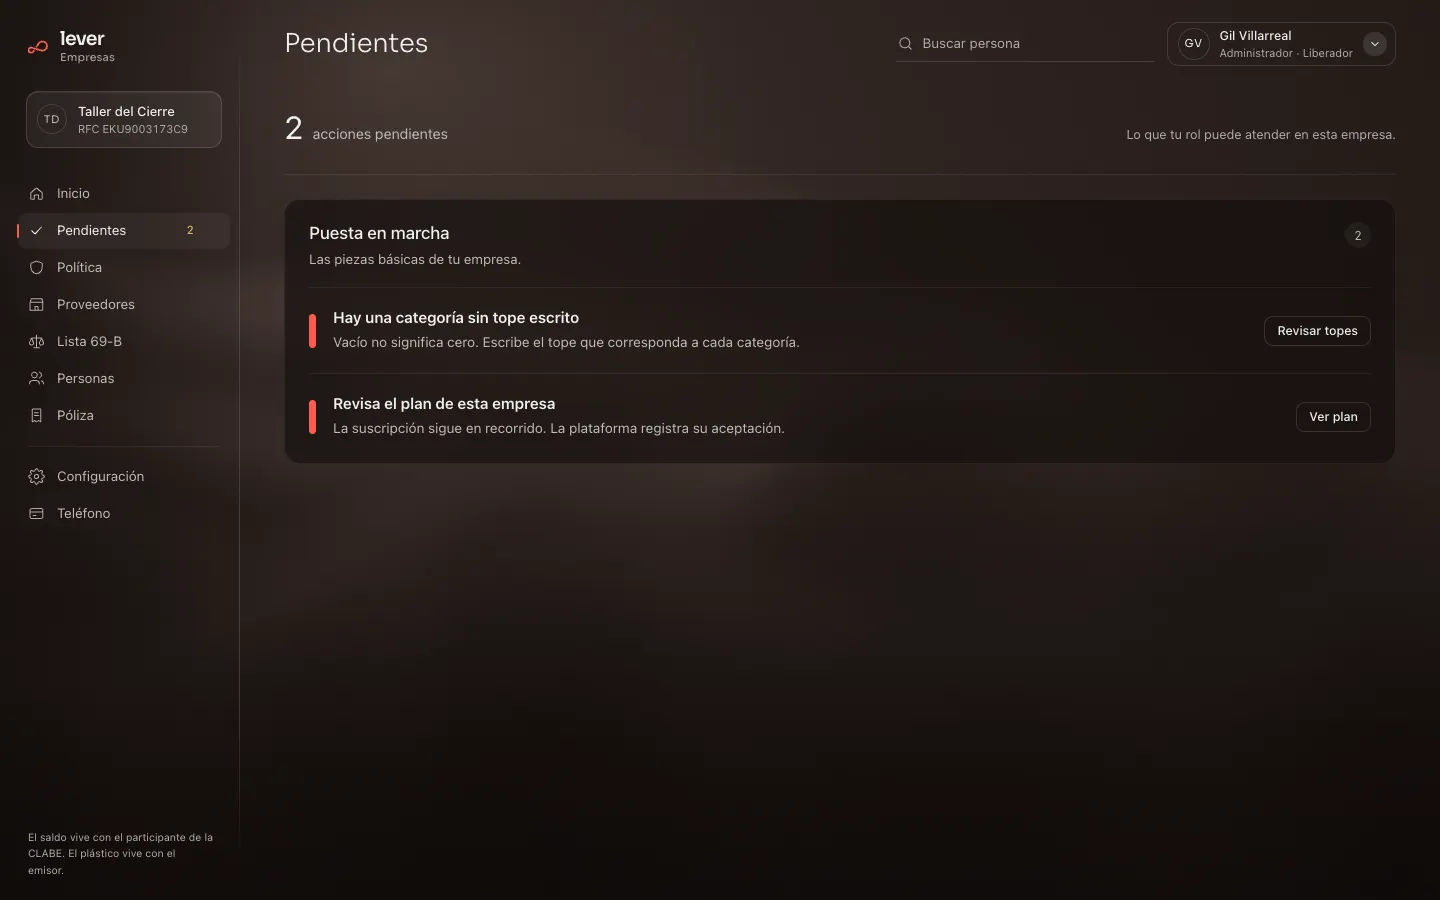 lever
Empresas
TD
Taller del Cierre
RFC EKU9003173C9
Inicio
Pendientes 2
Política
Proveedores
Lista 69-B
Personas
Póliza
Configuración
Teléfono
El saldo vive con el participante de la
CLABE. El plástico vive con el
emisor.
Pendientes
Buscar persona
GV
Gil Villarreal
Administrador · Liberador
2 acciones pendientes
Lo que tu rol puede atender en esta empresa.
Puesta en marcha
2
Las piezas básicas de tu empresa.
Hay una categoría sin tope escrito
Vacío no significa cero. Escribe el tope que corresponda a cada categoría.
Revisar topes
Revisa el plan de esta empresa
La suscripción sigue en recorrido. La plataforma registra su aceptación.
Ver plan